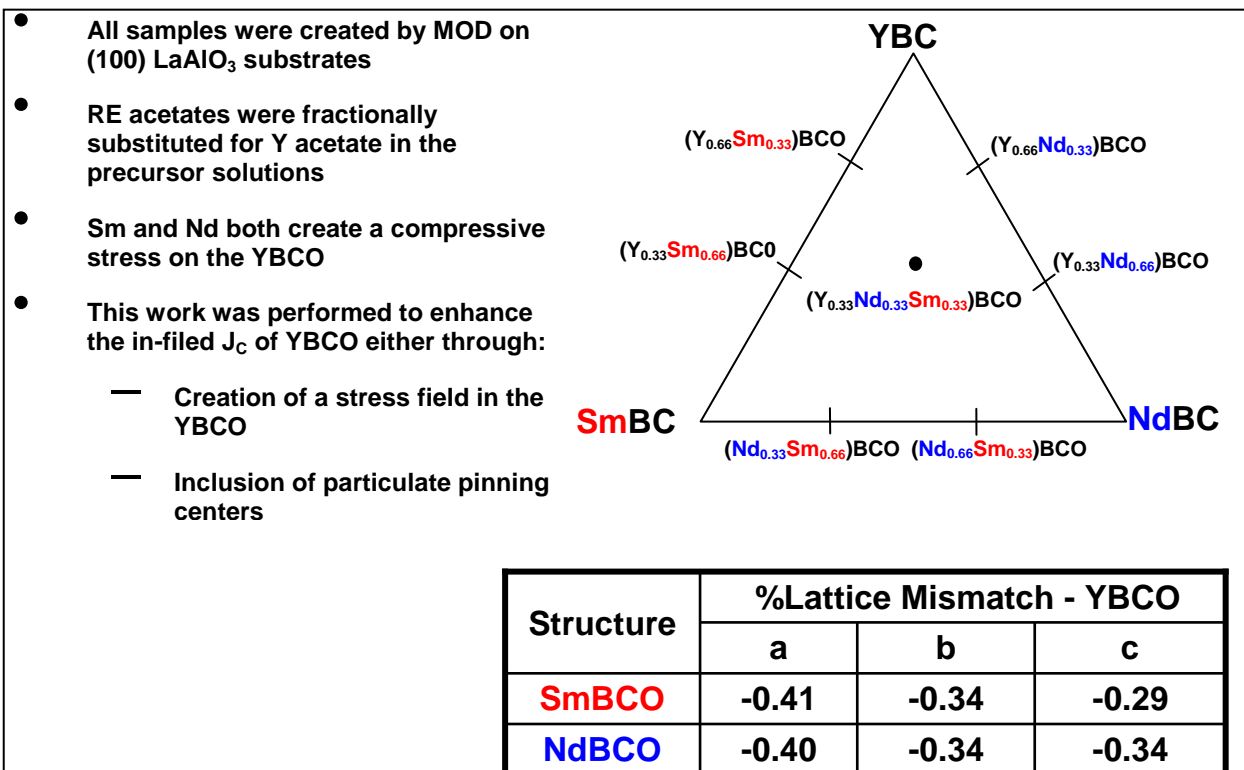 • All samples were created by MOD on
(100) LaAlO₃ substrates
• RE acetates were fractionally
substituted for Y acetate in the
precursor solutions
• Sm and Nd both create a compressive
stress on the YBCO
• This work was performed to enhance
the in-filed J_C of YBCO either through:
— Creation of a stress field in the
YBCO
— Inclusion of particulate pinning
centers
YBC
(Y₀.₆₆Sm₀.₃₃)BCO
(Y₀.₆₆Nd₀.₃₃)BCO
(Y₀.₃₃Sm₀.₆₆)BC0
(Y₀.₃₃Nd₀.₆₆)BCO
(Y₀.₃₃Nd₀.₃₃Sm₀.₃₃)BCO
SmBC
NdBC
(Nd₀.₃₃Sm₀.₆₆)BCO (Nd₀.₆₆Sm₀.₃₃)BCO
Structure %Lattice Mismatch - YBCO
a b c
SmBCO -0.41 -0.34 -0.29
NdBCO -0.40 -0.34 -0.34